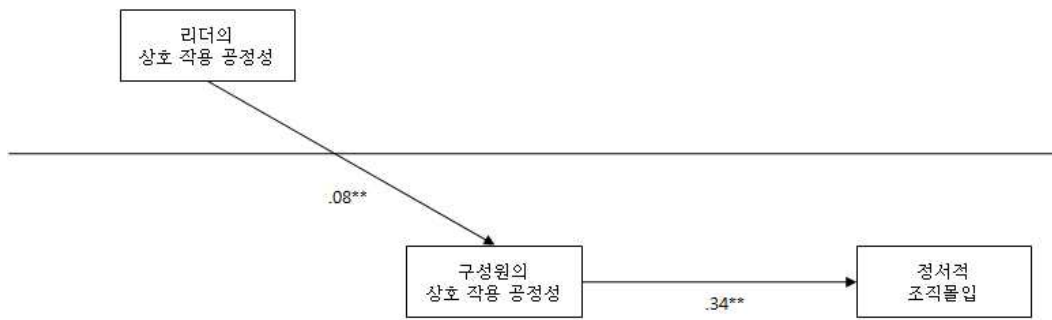 리더의
상호 작용 공정성
.08**
구성원의
상호 작용 공정성
.34**
정서적
조직몰입